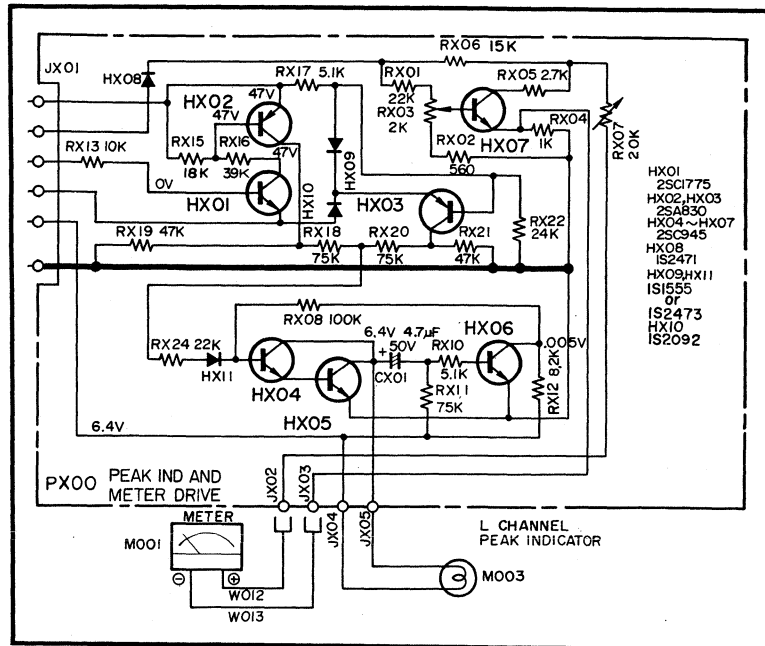 JX01
HX08
RX17 5.1K
RX06 15K
RX01
22K
RX05 2.7K
RX03
2K
HX07
RX04
1K
RX07
20K
47V
HX02
47V
RX15
18K
RX16
39K
47V
RX13 10K
0V
HX01
HX09
HX10
HX03
RX02
560
RX19 47K
RX18
75K
RX20
75K
RX21
47K
RX22
24K
HX01
2SC1775
HX02,HX03
2SA830
HX04~HX07
2SC945
HX08
1S2471
HX09,HX11
1S1555
or
1S2473
HX10
1S2092
RX08 100K
RX24 22K
HX11
HX04
HX05
6.4V
4.7µF
+
50V
CX01
RX10
5.1K
RX11
75K
HX06
.005V
RX12 8.2K
6.4V
PX00
PEAK IND AND
METER DRIVE
JX02
JX03
JX04
JX05
METER
M001
⊖
⊕
W012
W013
L CHANNEL
PEAK INDICATOR
M003